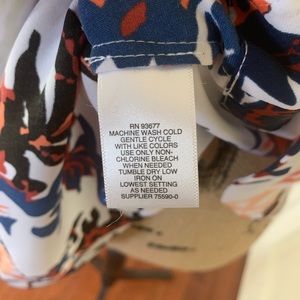 RN 93677
MACHINE WASH COLD
GENTLE CYCLE
WITH LIKE COLORS
USE ONLY NON-
CHLORINE BLEACH
WHEN NEEDED
TUMBLE DRY LOW
IRON ON
LOWEST SETTING
AS NEEDED
SUPPLIER 75590-0